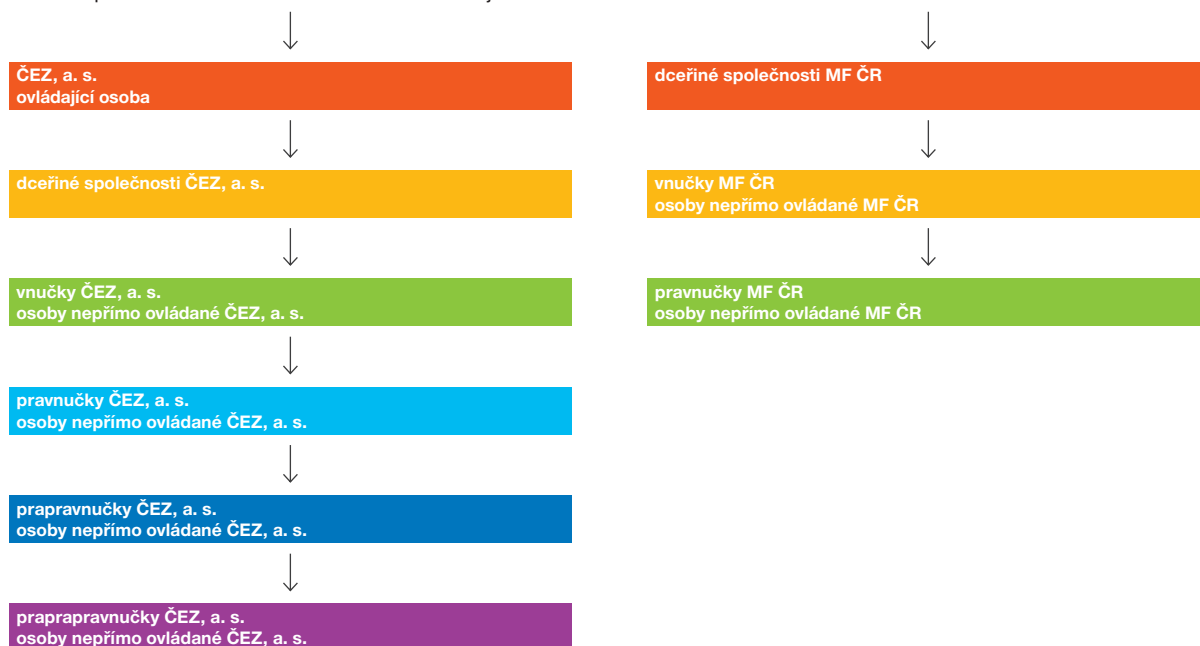 ČEZ, a. s.
ovládající osoba
dceřiné společnosti MF ČR
dceřiné společnosti ČEZ, a. s.
vnučky MF ČR
osoby nepřímo ovládané MF ČR
vnučky ČEZ, a. s.
osoby nepřímo ovládané ČEZ, a. s.
pravnučky MF ČR
osoby nepřímo ovládané MF ČR
pravnučky ČEZ, a. s.
osoby nepřímo ovládané ČEZ, a. s.
prapravnučky ČEZ, a. s.
osoby nepřímo ovládané ČEZ, a. s.
praprapravnučky ČEZ, a. s.
osoby nepřímo ovládané ČEZ, a. s.